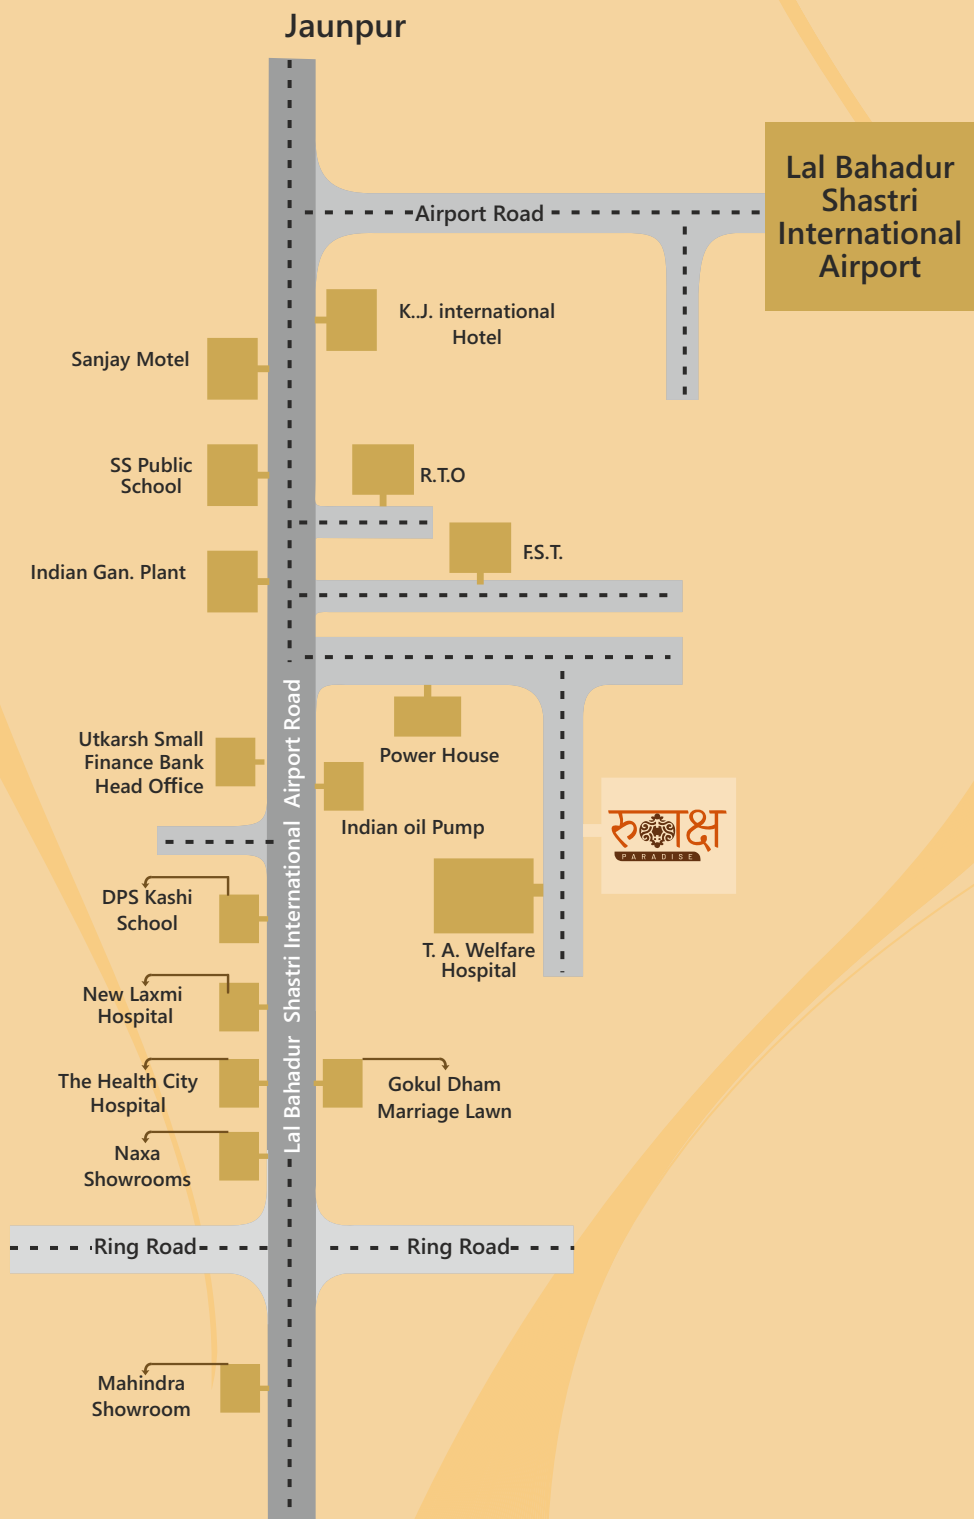 Jaunpur
Lal Bahadur
Shastri
International
Airport
Airport Road
K..J. international
Hotel
Sanjay Motel
SS Public
School
R.T.O
F.S.T.
Indian Gan. Plant
Utkarsh Small
Finance Bank
Head Office
Power House
Indian oil Pump
PARADISE
DPS Kashi
School
T. A. Welfare
Hospital
New Laxmi
Hospital
Lal Bahadur Shastri International Airport Road
The Health City
Hospital
Gokul Dham
Marriage Lawn
Naxa
Showrooms
Ring Road
Ring Road
Mahindra
Showroom